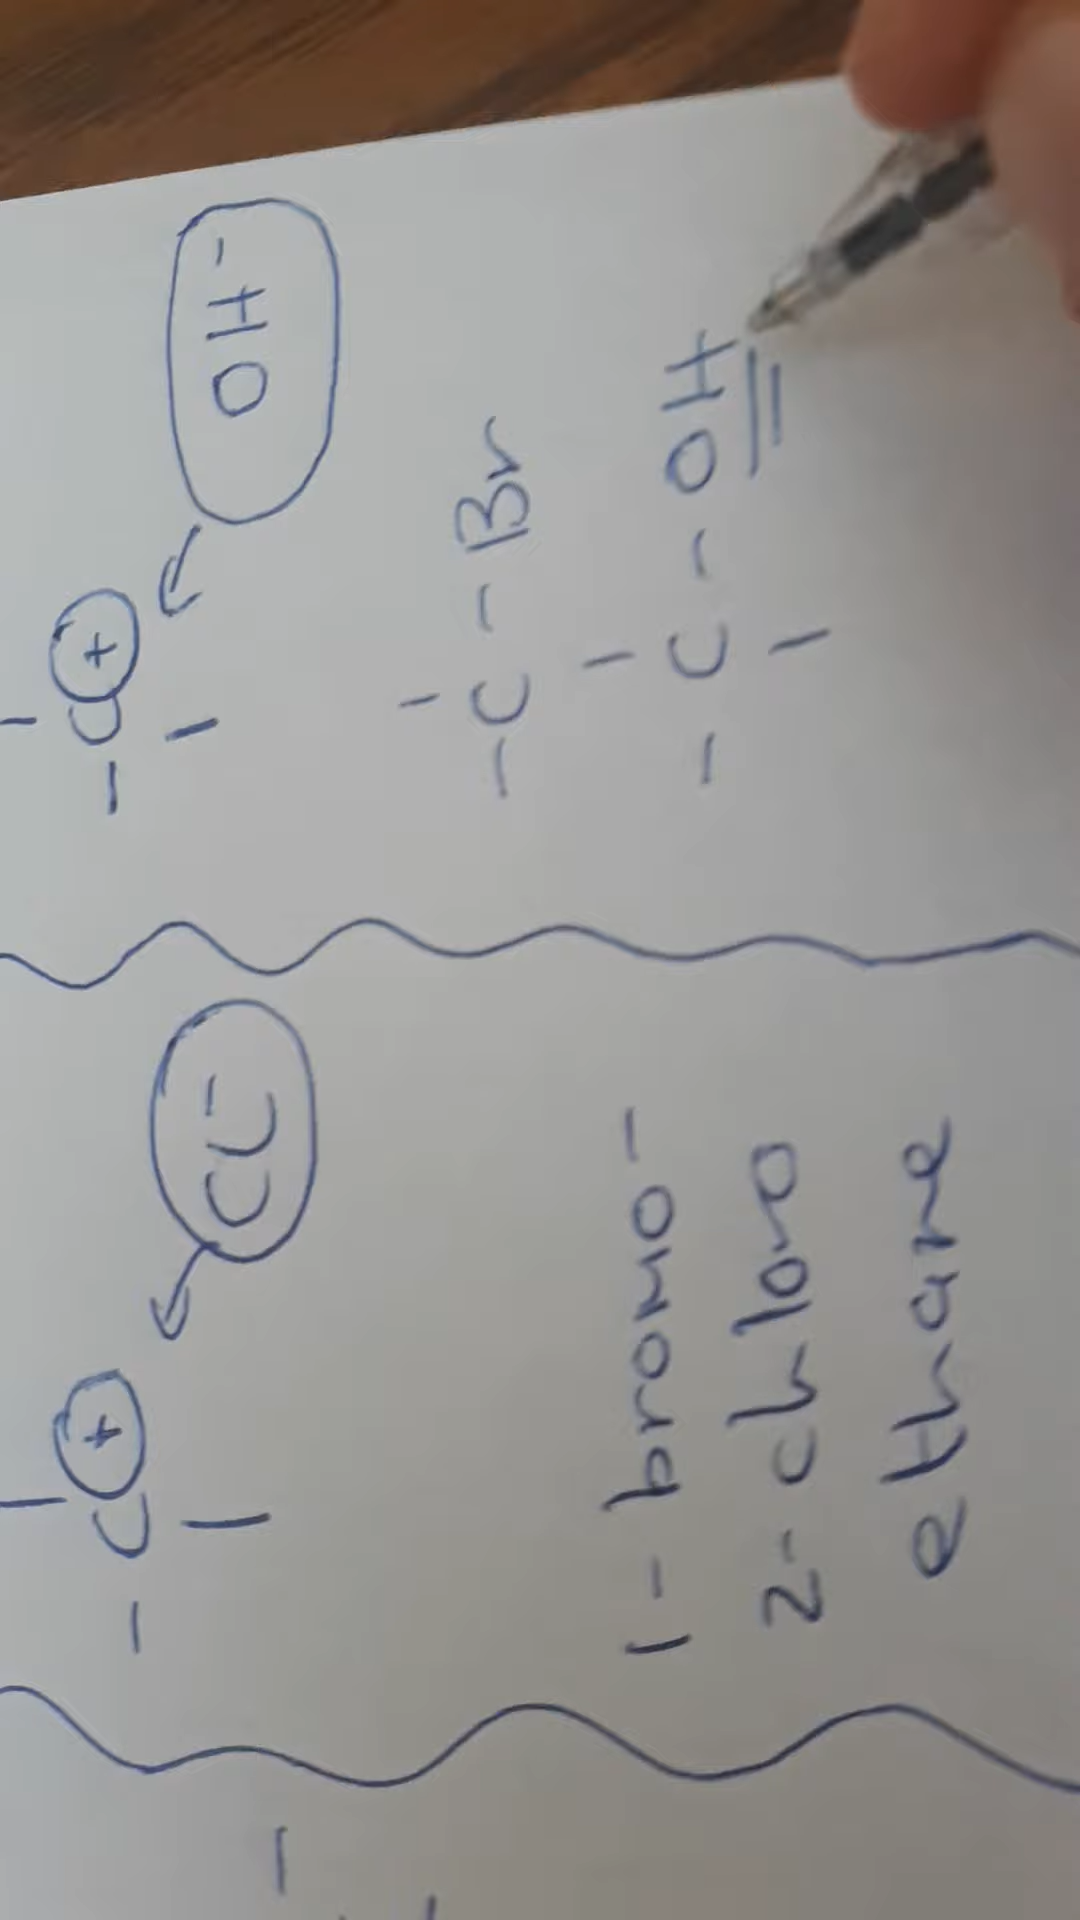 OH-
+
C
- C - Br
- C - OH
Cl-
+
C
1 - bromo -
2 - chloro
ethane